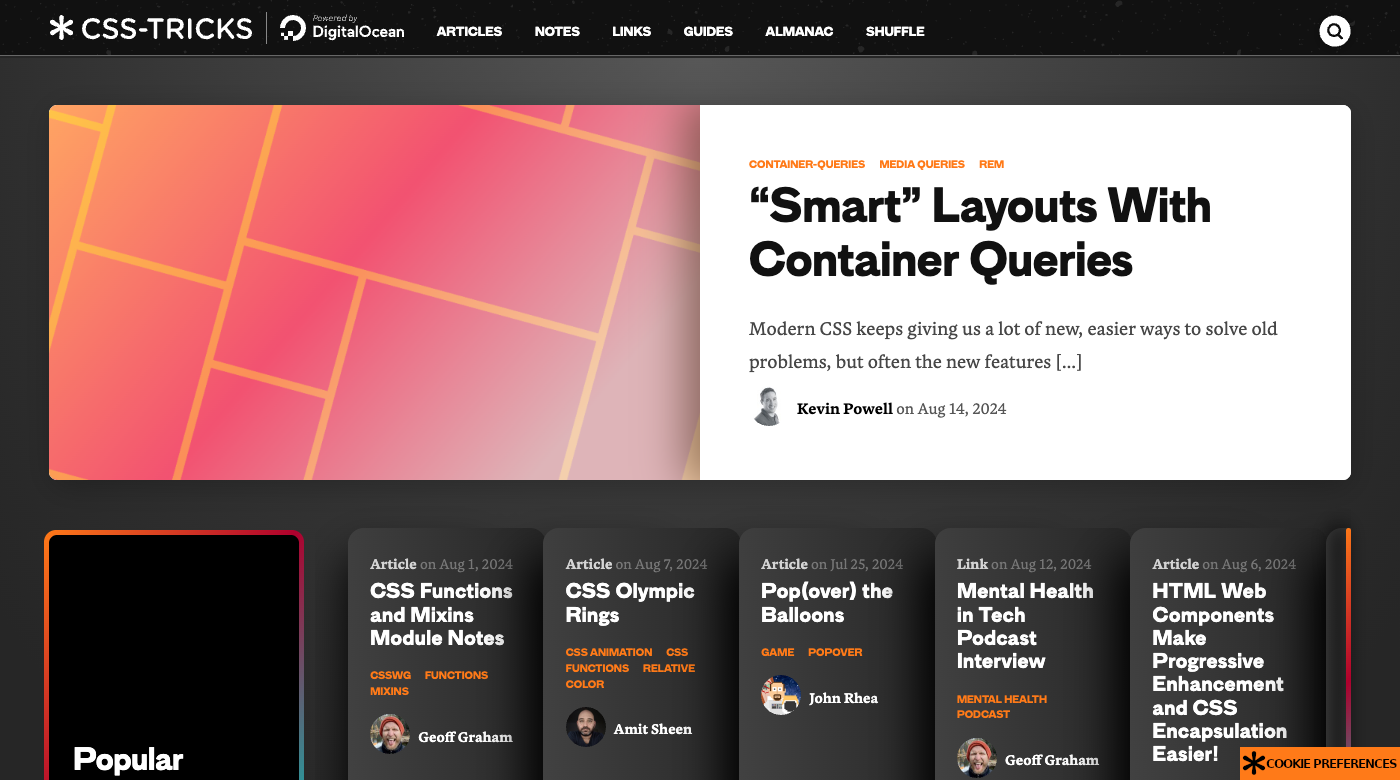 CSS-TRICKS
Powered by
DigitalOcean
ARTICLES NOTES LINKS GUIDES ALMANAC SHUFFLE
CONTAINER-QUERIES MEDIA QUERIES REM
“Smart” Layouts With
Container Queries
Modern CSS keeps giving us a lot of new, easier ways to solve old
problems, but often the new features […]
Kevin Powell on Aug 14, 2024
Popular
Article on Aug 1, 2024
CSS Functions
and Mixins
Module Notes
CSSWG FUNCTIONS
MIXINS
Geoff Graham
Article on Aug 7, 2024
CSS Olympic
Rings
CSS ANIMATION CSS
FUNCTIONS RELATIVE
COLOR
Amit Sheen
Article on Jul 25, 2024
Pop(over) the
Balloons
GAME POPOVER
John Rhea
Link on Aug 12, 2024
Mental Health
in Tech
Podcast
Interview
MENTAL HEALTH
PODCAST
Geoff Graham
Article on Aug 6, 2024
HTML Web
Components
Make
Progressive
Enhancement
and CSS
Encapsulation
Easier!
COOKIE PREFERENCES